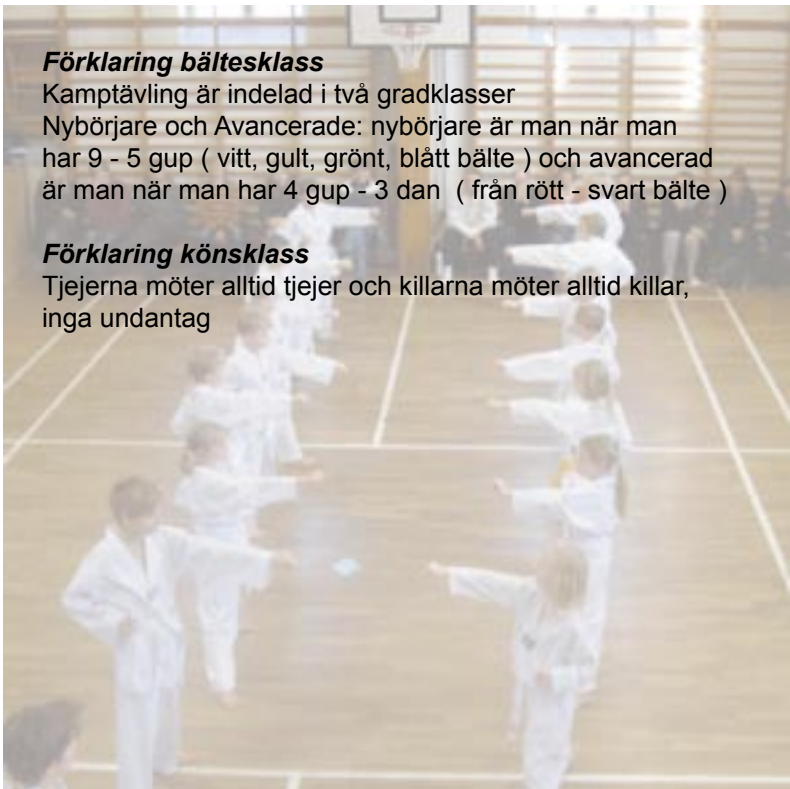 Förklaring bältesklass
Kamptävling är indelad i två gradklasser
Nybörjare och Avancerade: nybörjare är man när man
har 9 - 5 gup ( vitt, gult, grönt, blått bälte ) och avancerad
är man när man har 4 gup - 3 dan  ( från rött - svart bälte )
Förklaring könsklass
Tjejerna möter alltid tjejer och killarna möter alltid killar,
inga undantag